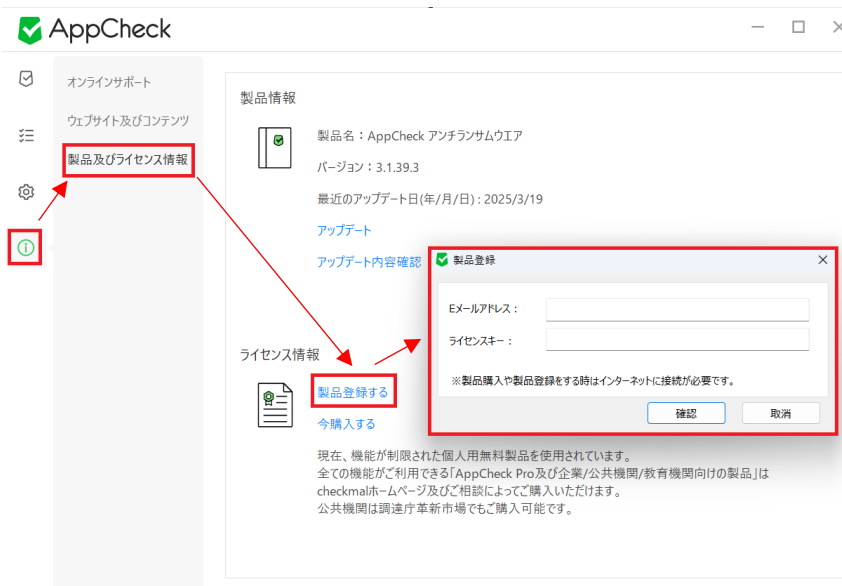 AppCheck
オンラインサポート
ウェブサイト及びコンテンツ
製品及びライセンス情報
製品情報
製品名：AppCheck アンチランサムウエア
バージョン：3.1.39.3
最近のアップデート日(年/月/日) : 2025/3/19
アップデート
アップデート内容確認
ライセンス情報
製品登録する
今購入する
現在、機能が制限された個人用無料製品を使用されています。
全ての機能がご利用できる「AppCheck Pro及び企業/公共機関/教育機関向けの製品」は
checkmalホームページ及びご相談によってご購入いただけます。
公共機関は調達庁革新市場でもご購入可能です。
製品登録
Eメールアドレス：
ライセンスキー：
※製品購入や製品登録をする時はインターネットに接続が必要です。
確認
取消